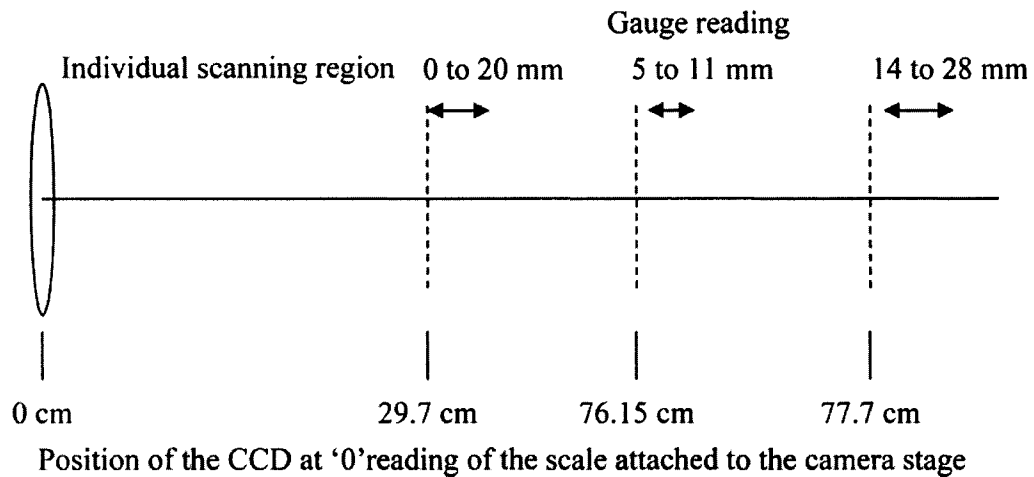 Gauge reading
Individual scanning region 0 to 20 mm 5 to 11 mm 14 to 28 mm
0 cm 29.7 cm 76.15 cm 77.7 cm
Position of the CCD at ‘0’reading of the scale attached to the camera stage